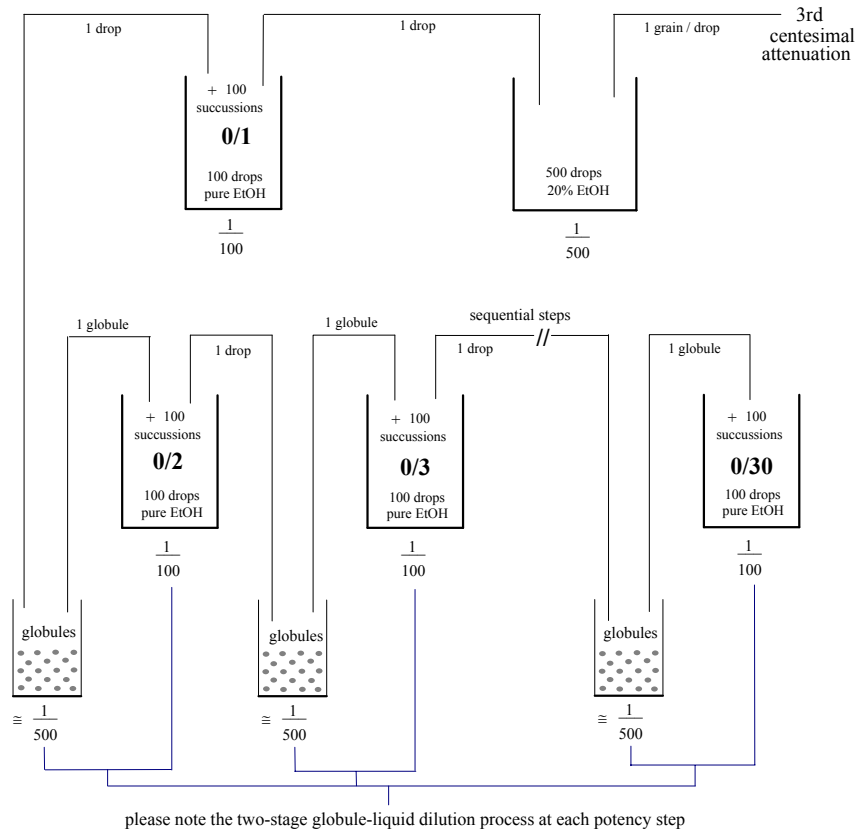 1 drop
1 drop
1 grain / drop
3rd
centesimal
attenuation
+ 100
succussions
0/1
100 drops
pure EtOH
1
100
500 drops
20% EtOH
1
500
1 globule
1 drop
1 globule
sequential steps
1 drop
//
1 globule
+ 100
succussions
0/2
100 drops
pure EtOH
1
100
+ 100
succussions
0/3
100 drops
pure EtOH
1
100
+ 100
succussions
0/30
100 drops
pure EtOH
1
100
globules
≅ 1
500
globules
≅ 1
500
globules
≅ 1
500
please note the two-stage globule-liquid dilution process at each potency step